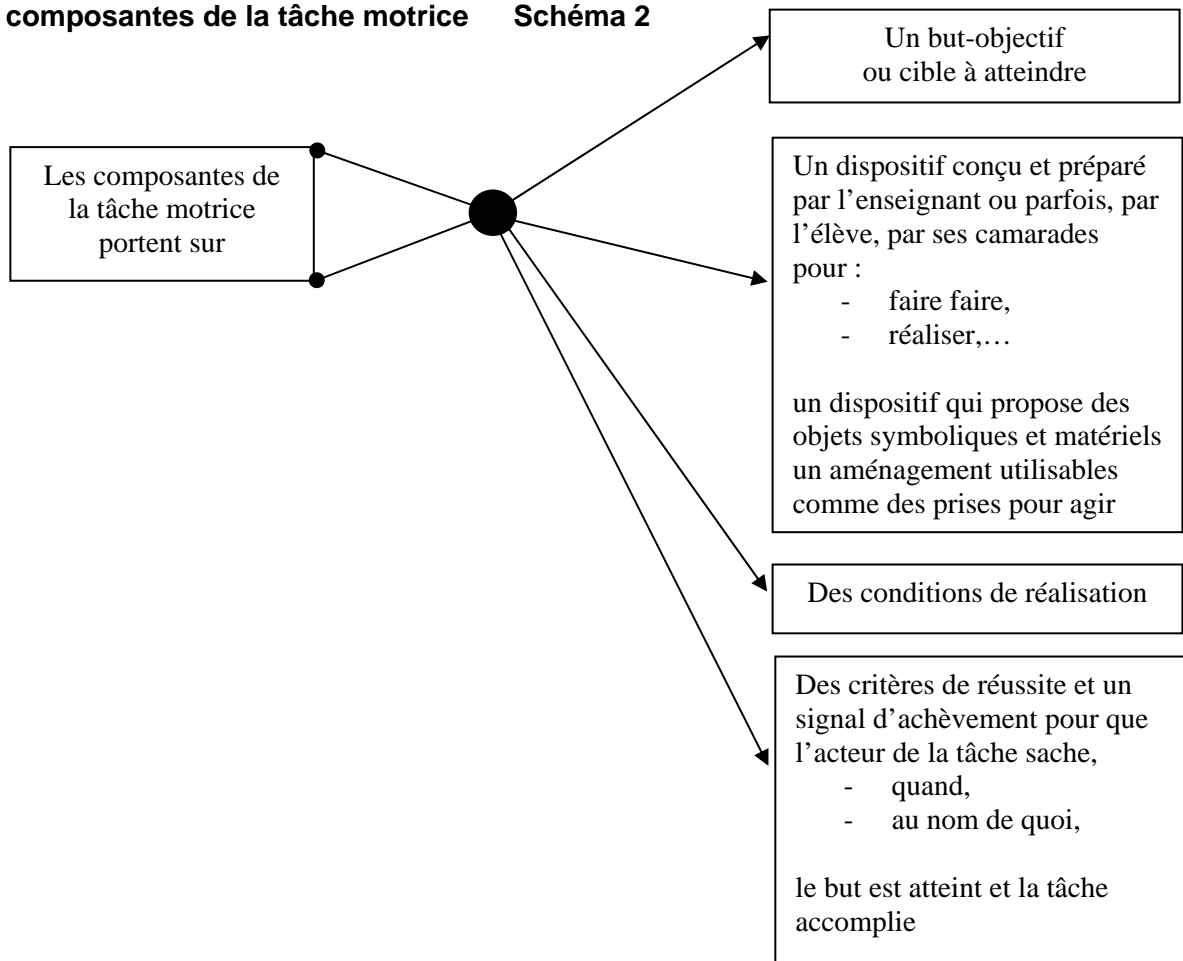 composantes de la tâche motrice Schéma 2
Un but-objectif
ou cible à atteindre
Les composantes de
la tâche motrice
portent sur
Un dispositif conçu et préparé
par l’enseignant ou parfois, par
l’élève, par ses camarades
pour :
- faire faire,
- réaliser,…
un dispositif qui propose des
objets symboliques et matériels
un aménagement utilisables
comme des prises pour agir
Des conditions de réalisation
Des critères de réussite et un
signal d’achèvement pour que
l’acteur de la tâche sache,
- quand,
- au nom de quoi,
le but est atteint et la tâche
accomplie